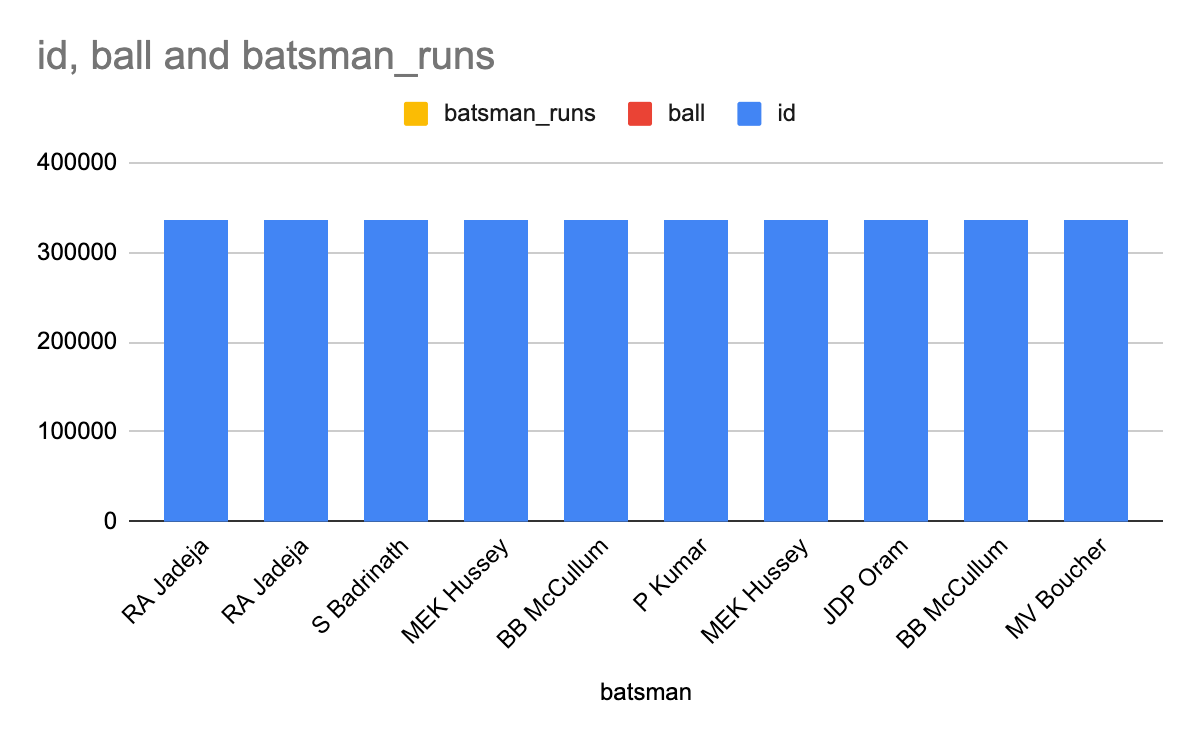 id, ball and batsman_runs
batsman_runs ball id
400000
300000
200000
100000
0
RA Jadeja
RA Jadeja
S Badrinath
MEK Hussey
BB McCullum
P Kumar
MEK Hussey
JDP Oram
BB McCullum
MV Boucher
batsman